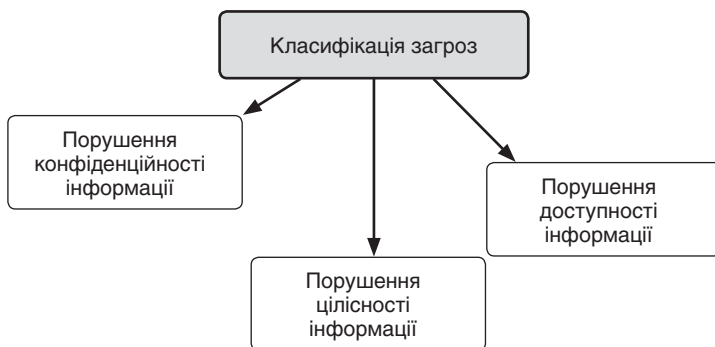 Класифікація загроз
Порушення
конфіденційності
інформації
Порушення
доступності
інформації
Порушення
цілісності
інформації